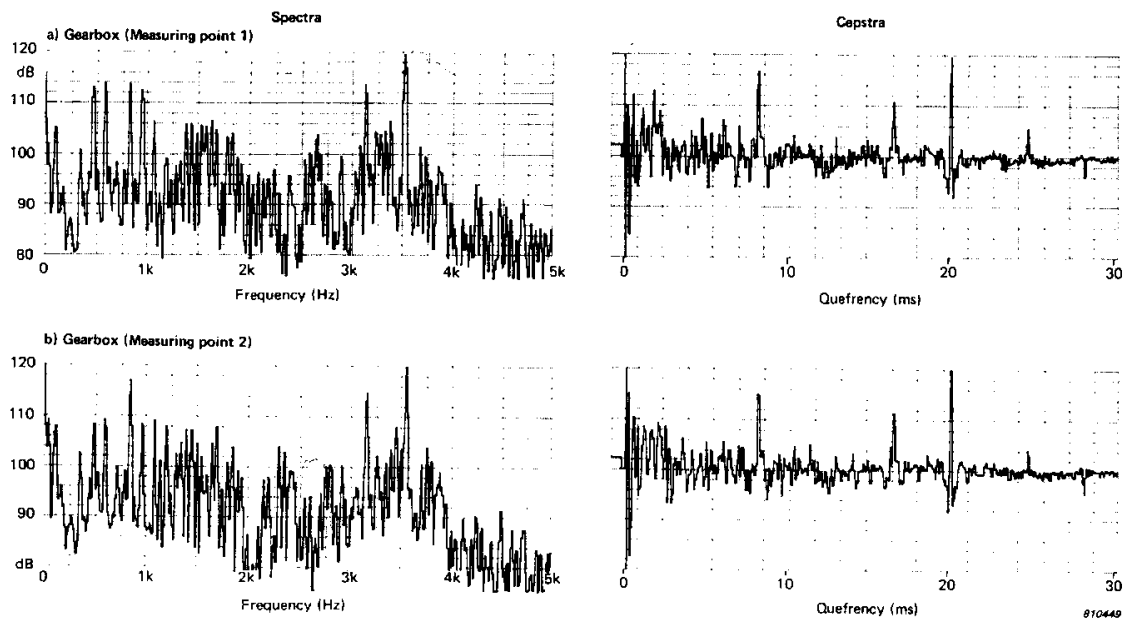 Spectra
Cepstra
a) Gearbox (Measuring point 1)
120
dB
110
100
90
80
0
1k
2k
3k
4k
5k
Frequency (Hz)
0
10
20
30
Quefrency (ms)
b) Gearbox (Measuring point 2)
120
110
100
90
dB
0
1k
2k
3k
4k
5k
Frequency (Hz)
0
10
20
30
Quefrency (ms)
810449